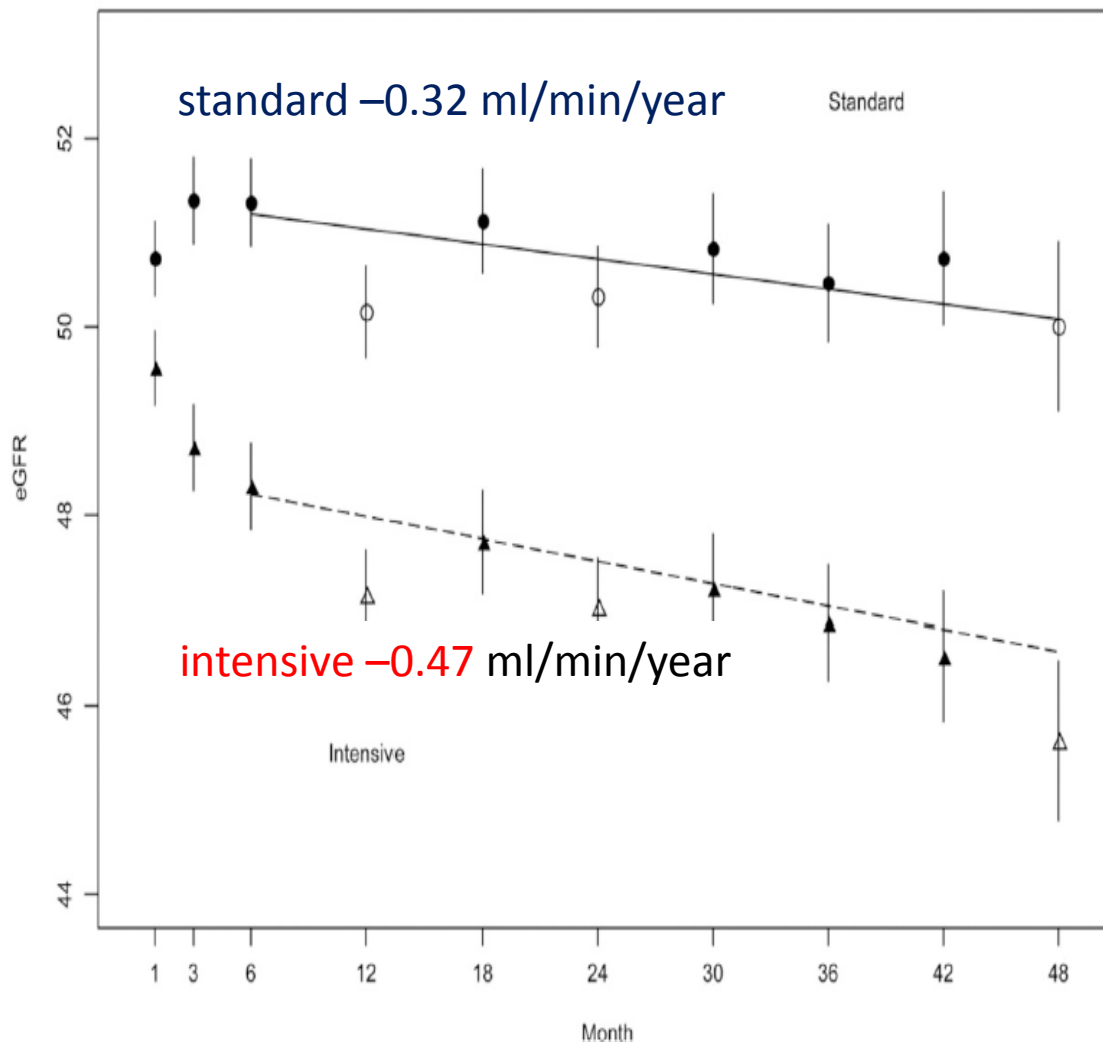 standard –0.32 ml/min/year
Standard
52
50
48
46
44
eGFR
intensive –0.47 ml/min/year
Intensive
1 3 6 12 18 24 30 36 42 48
Month